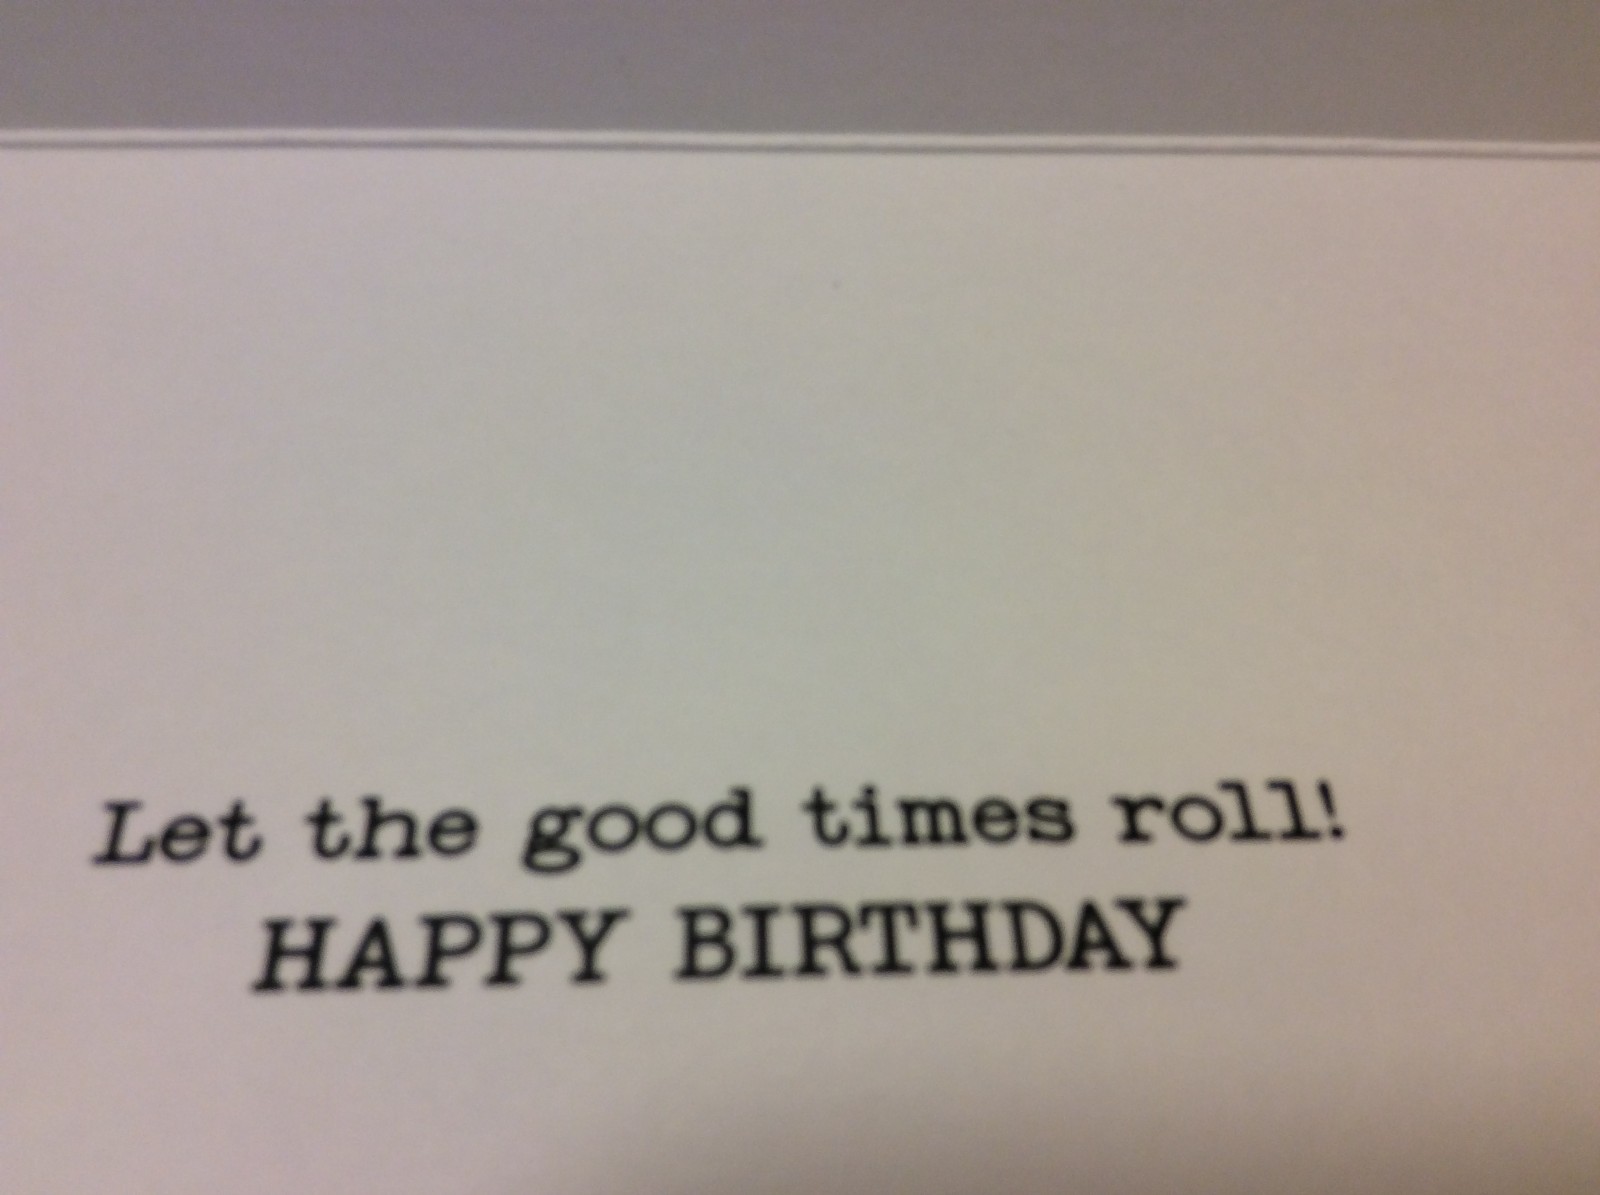 Let the good times roll!
HAPPY BIRTHDAY